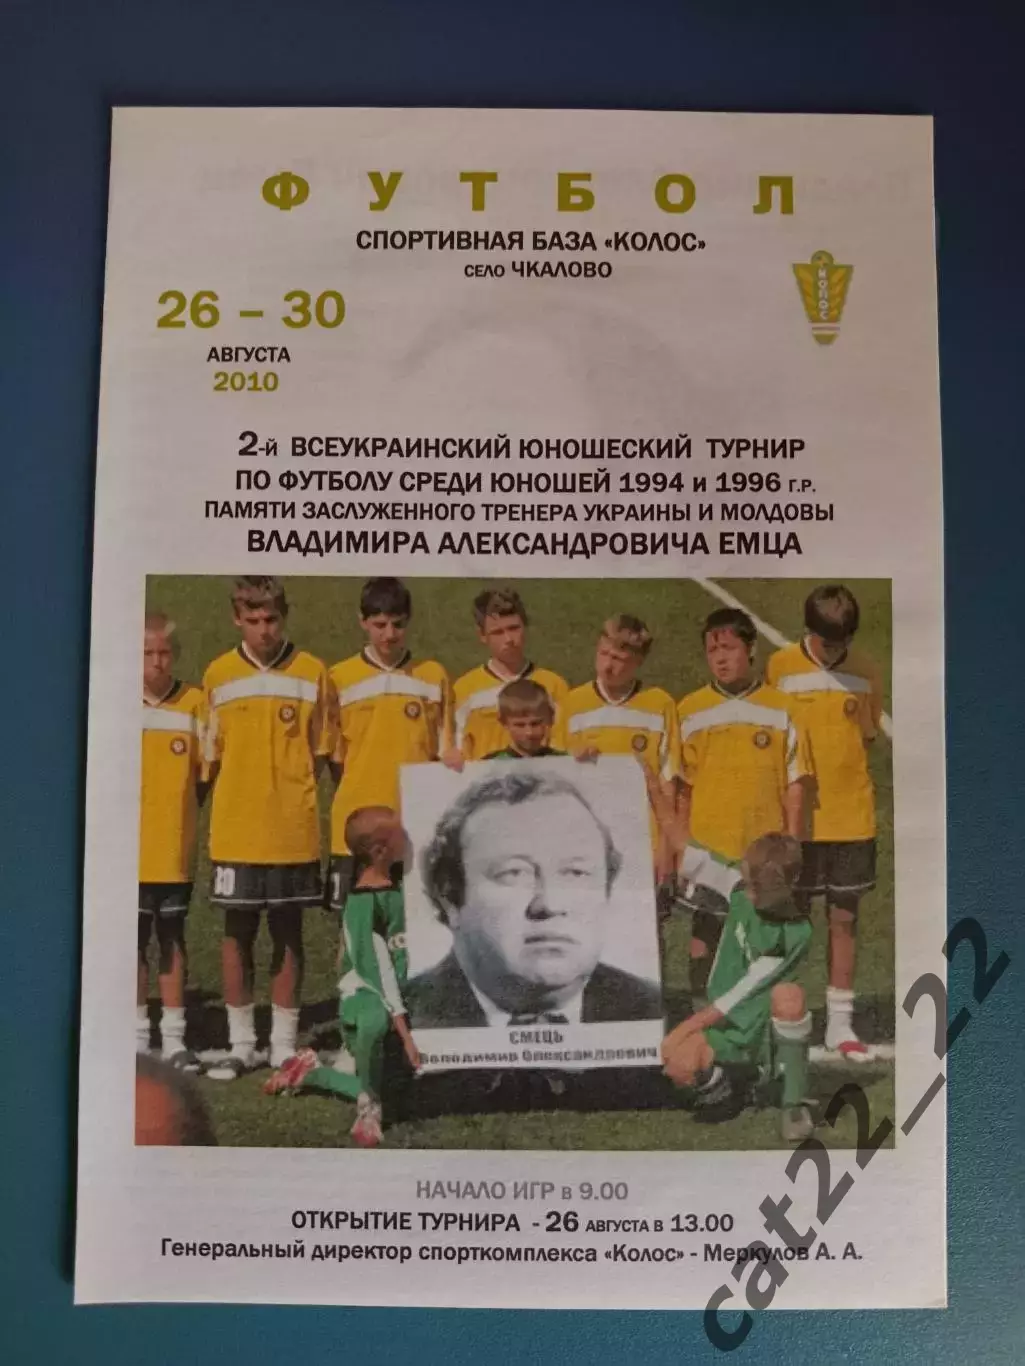 ФУТБОЛ
СПОРТИВНАЯ БАЗА «КОЛОС»
СЕЛО ЧКАЛОВО
КОЛОС
26 – 30
АВГУСТА
2010
2-й ВСЕУКРАИНСКИЙ ЮНОШЕСКИЙ ТУРНИР
ПО ФУТБОЛУ СРЕДИ ЮНОШЕЙ 1994 и 1996 г.р.
ПАМЯТИ ЗАСЛУЖЕННОГО ТРЕНЕРА УКРАИНЫ И МОЛДОВЫ
ВЛАДИМИРА АЛЕКСАНДРОВИЧА ЕМЦА
ЄМЕЦЬ
Володимир Олександрович
НАЧАЛО ИГР в 9.00
ОТКРЫТИЕ ТУРНИРА - 26 АВГУСТА В 13.00
Генеральный директор спорткомплекса «Колос» - Меркулов А. А.
cat22__22